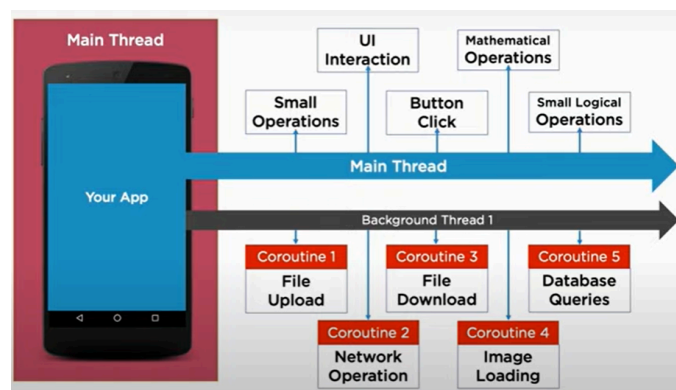 Main Thread
UI
Interaction
Mathematical
Operations
Small
Operations
Button
Click
Small Logical
Operations
Main Thread
Your App
Background Thread 1
Coroutine 1
File
Upload
Coroutine 3
File
Download
Coroutine 5
Database
Queries
Coroutine 2
Network
Operation
Coroutine 4
Image
Loading